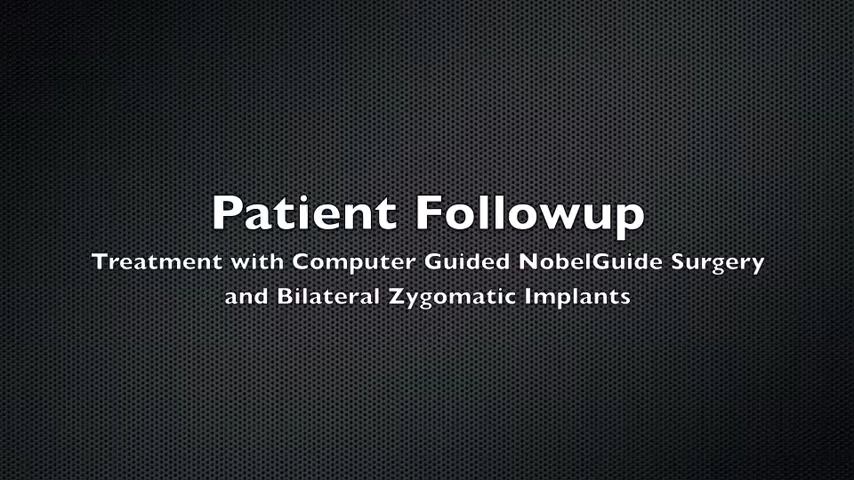 Patient Followup
Treatment with Computer Guided NobelGuide Surgery
and Bilateral Zygomatic Implants